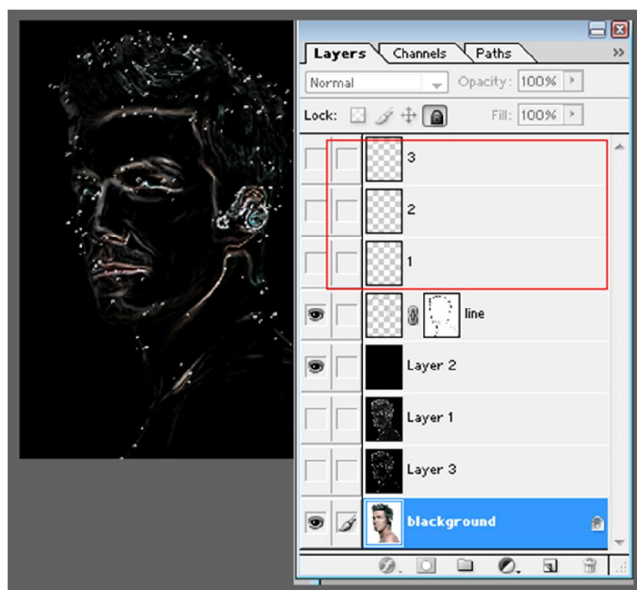 Layers Channels Paths
Normal Opacity: 100%
Lock: Fill: 100%
3
2
1
line
Layer 2
Layer 1
Layer 3
blackground